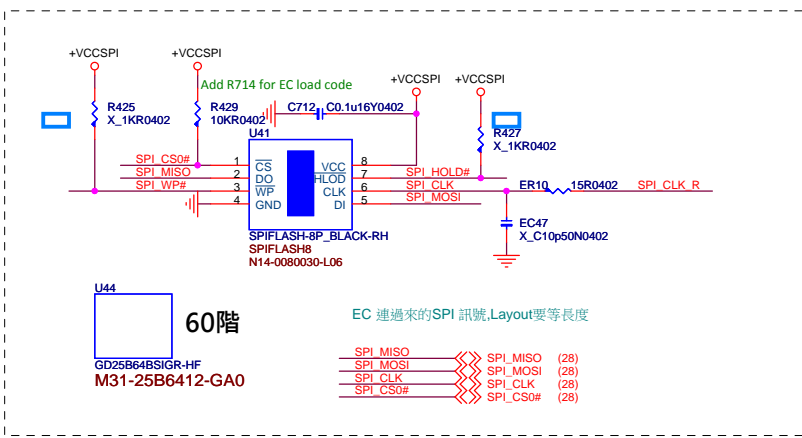 +VCCSPI
+VCCSPI
+VCCSPI
+VCCSPI
Add R714 for EC load code
R425
X_1KR0402
R429
10KR0402
C712
C0.1u16Y0402
R427
X_1KR0402
U41
SPI_CS0#
SPI_MISO
SPI_WP#
1
2
3
4
CS
DO
WP
GND
VCC
HLOD
CLK
DI
8
7
6
5
SPI_HOLD#
SPI_CLK
SPI_MOSI
ER10
15R0402
SPI_CLK_R
EC47
X_C10p50N0402
SPIFLASH-8P_BLACK-RH
SPIFLASH8
N14-0080030-L06
U44
60階
GD25B64BSIGR-HF
M31-25B6412-GA0
EC 連過來的SPI 訊號,Layout要等長度
SPI_MISO
SPI_MOSI
SPI_CLK
SPI_CS0#
SPI_MISO (28)
SPI_MOSI (28)
SPI_CLK (28)
SPI_CS0# (28)